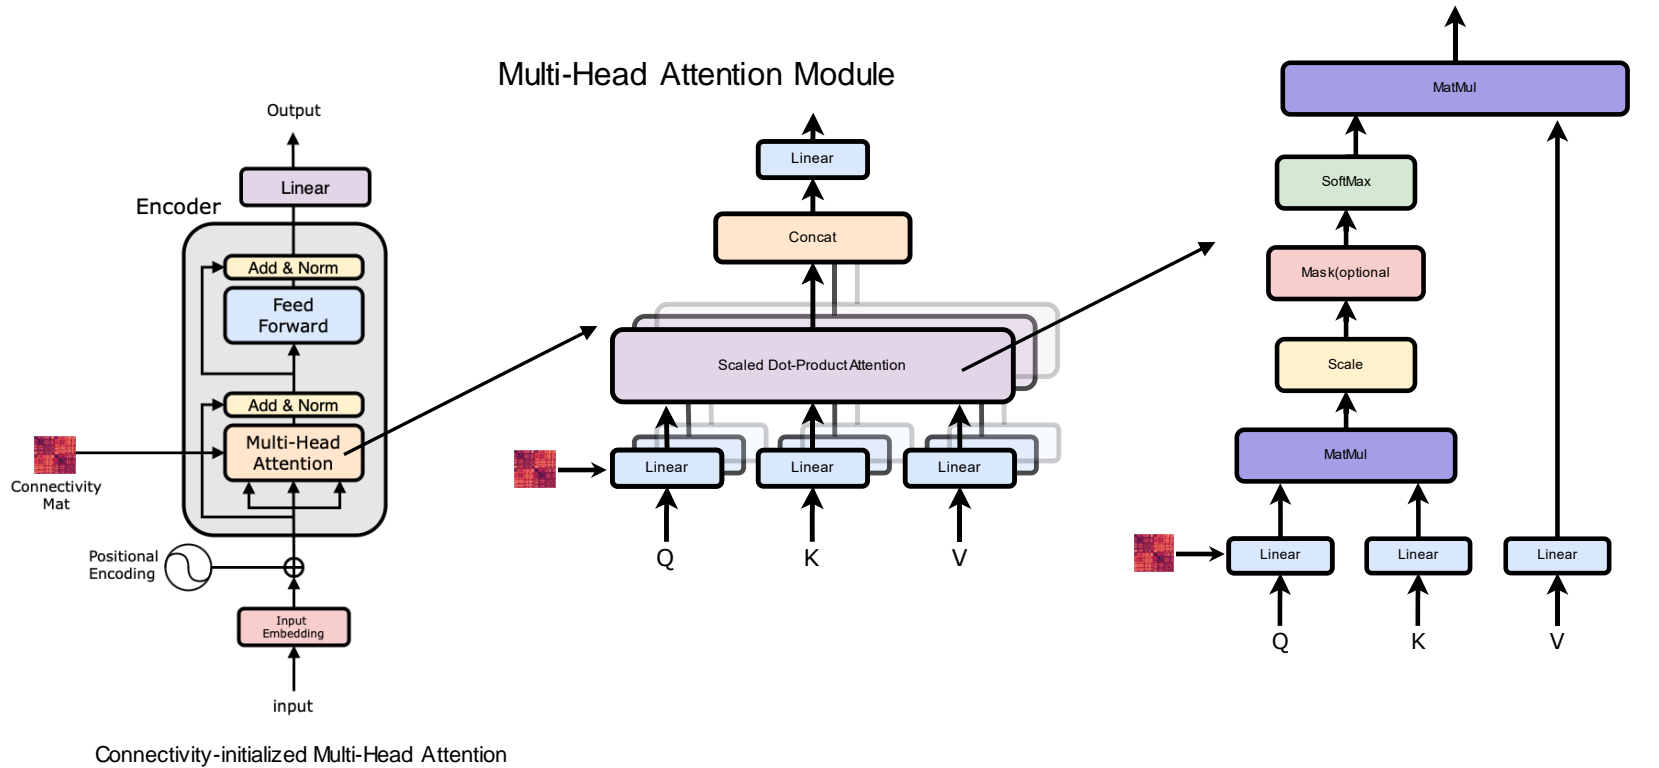 Multi-Head Attention Module
Output
Linear
Encoder
Add & Norm
Feed
Forward
Add & Norm
Multi-Head
Attention
Connectivity
Mat
Positional
Encoding
Input
Embedding
input
Connectivity-initialized Multi-Head Attention
Linear
Concat
Scaled Dot-Product Attention
Linear
Linear
Linear
Q
K
V
MatMul
SoftMax
Mask(optional
Scale
MatMul
Linear
Linear
Linear
Q
K
V